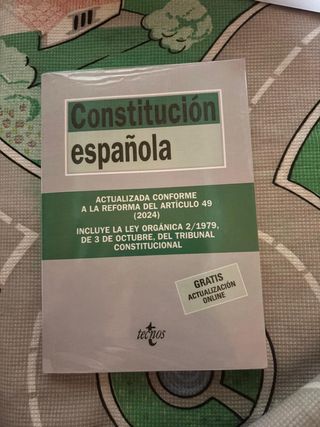 Constitución
española
ACTUALIZADA CONFORME
A LA REFORMA DEL ARTÍCULO 49
(2024)
INCLUYE LA LEY ORGÁNICA 2/1979,
DE 3 DE OCTUBRE, DEL TRIBUNAL
CONSTITUCIONAL
GRATIS
ACTUALIZACIÓN
ONLINE
tecnos